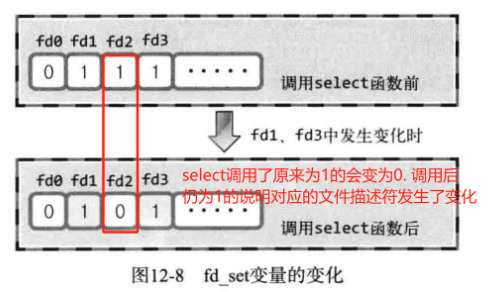 fd0 fd1 fd2 fd3
0 1 1 1 ·····
调用select函数前
fd1、fd3中发生变化时
select调用了原来为1的会变为0. 调用后
仍为1的说明对应的文件描述符发生了变化
fd0 fd1 fd2 fd3
0 1 0 1 ·····
调用select函数后
图12-8 fd_set变量的变化